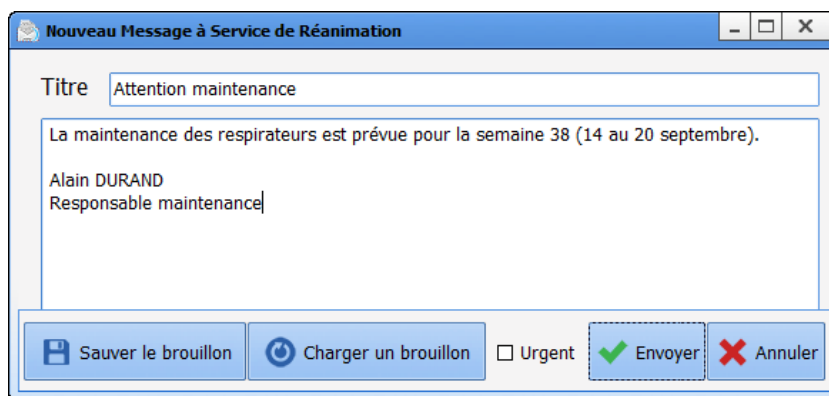 Nouveau Message à Service de Réanimation
Titre
Attention maintenance
La maintenance des respirateurs est prévue pour la semaine 38 (14 au 20 septembre).
Alain DURAND
Responsable maintenance
Sauver le brouillon
Charger un brouillon
Urgent
Envoyer
Annuler